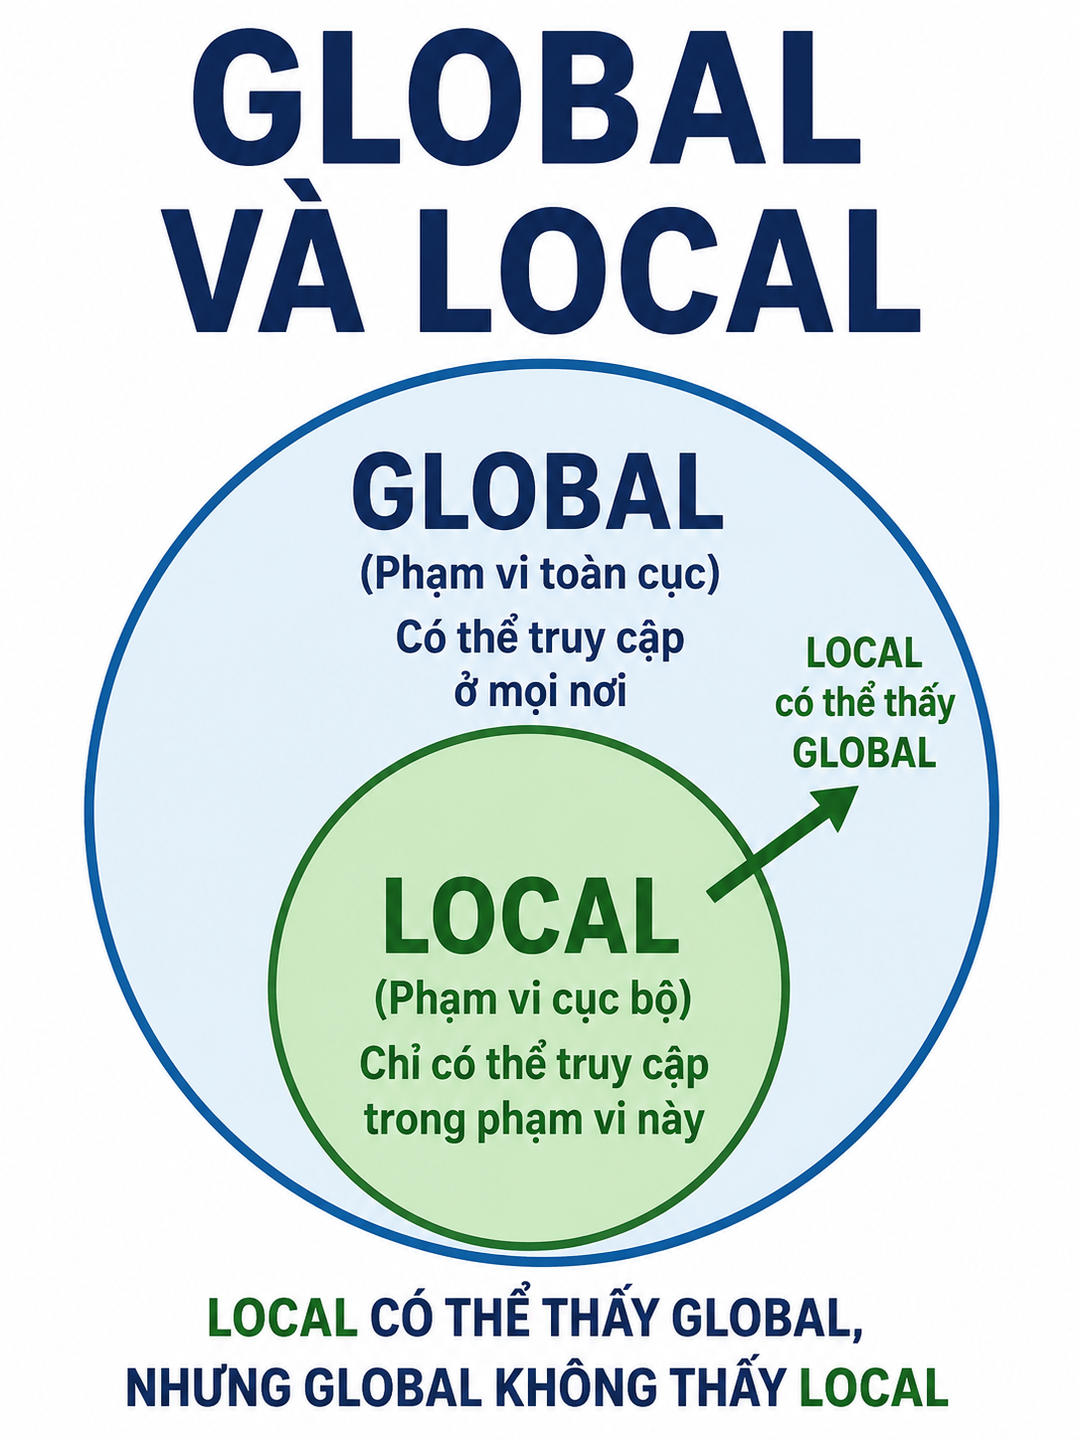 GLOBAL
VÀ LOCAL
GLOBAL
(Phạm vi toàn cục)
Có thể truy cập
ở mọi nơi
LOCAL
có thể thấy
GLOBAL
LOCAL
(Phạm vi cục bộ)
Chỉ có thể truy cập
trong phạm vi này
LOCAL CÓ THỂ THẤY GLOBAL,
NHƯNG GLOBAL KHÔNG THẤY LOCAL